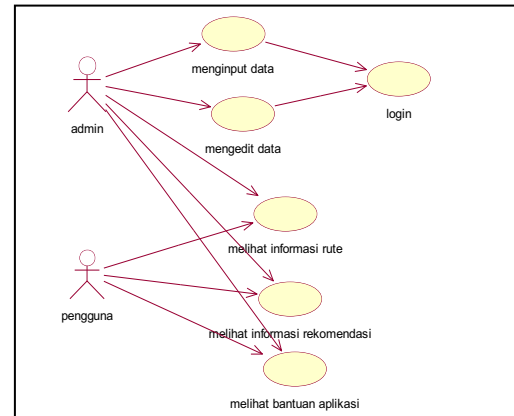 menginput data
admin
login
mengedit data
melihat informasi rute
pengguna
melihat informasi rekomendasi
melihat bantuan aplikasi